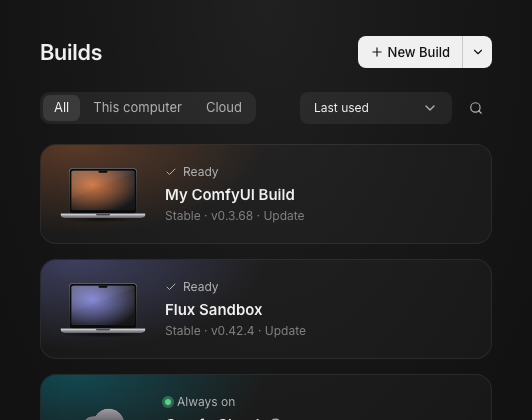 Builds
New Build
All
This computer
Cloud
Last used
Ready
My ComfyUI Build
Stable · v0.3.68 · Update
Ready
Flux Sandbox
Stable · v0.42.4 · Update
Always on